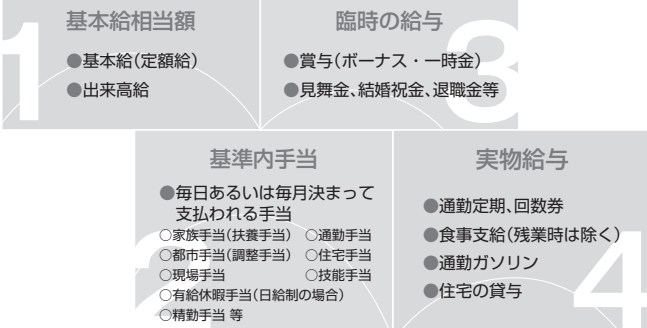 1
基本給相当額
●基本給(定額給)
●出来高給
3
臨時の給与
●賞与(ボーナス・一時金)
●見舞金、結婚祝金、退職金等
2
基準内手当
●毎日あるいは毎月決まって
支払われる手当
○家族手当(扶養手当) ○通勤手当
○都市手当(調整手当) ○住宅手当
○現場手当 ○技能手当
○有給休暇手当(日給制の場合)
○精勤手当 等
4
実物給与
●通勤定期、回数券
●食事支給(残業時は除く)
●通勤ガソリン
●住宅の貸与